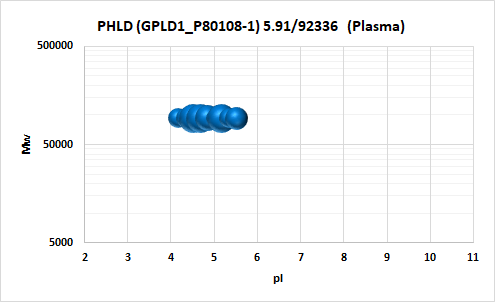 PHLD (GPLD1_P80108-1) 5.91/92336 (Plasma)
500000
50000
5000
Mw
2 3 4 5 6 7 8 9 10 11
pI